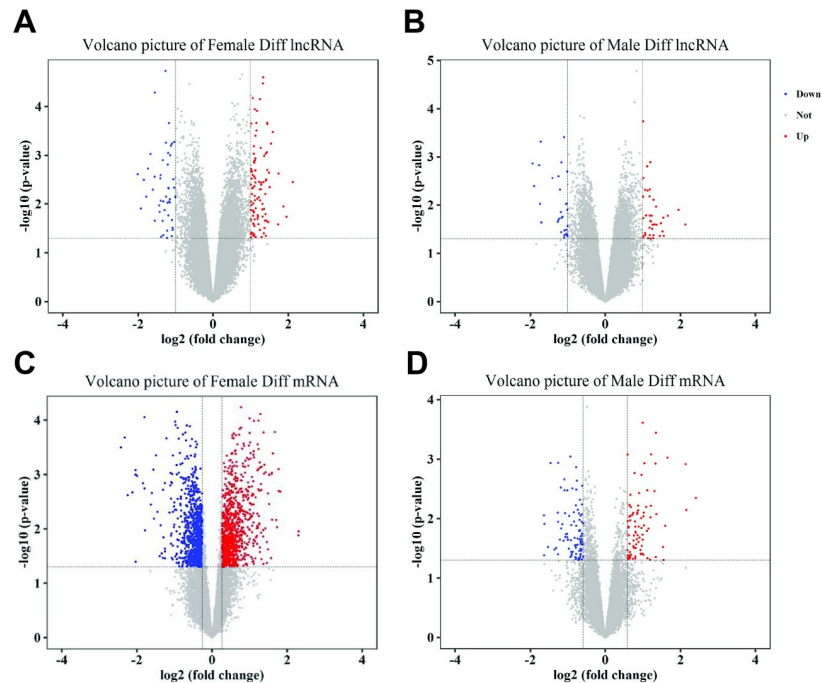 A
Volcano picture of Female Diff lncRNA
-log10 (p-value)
4
3
2
1
0
-4 -2 0 2 4
log2 (fold change)
B
Volcano picture of Male Diff lncRNA
-log10 (p-value)
5
4
3
2
1
0
-4 -2 0 2 4
log2 (fold change)
Down
Not
Up
C
Volcano picture of Female Diff mRNA
-log10 (p-value)
4
3
2
1
0
-4 -2 0 2 4
log2 (fold change)
D
Volcano picture of Male Diff mRNA
-log10 (p-value)
4
3
2
1
0
-4 -2 0 2 4
log2 (fold change)